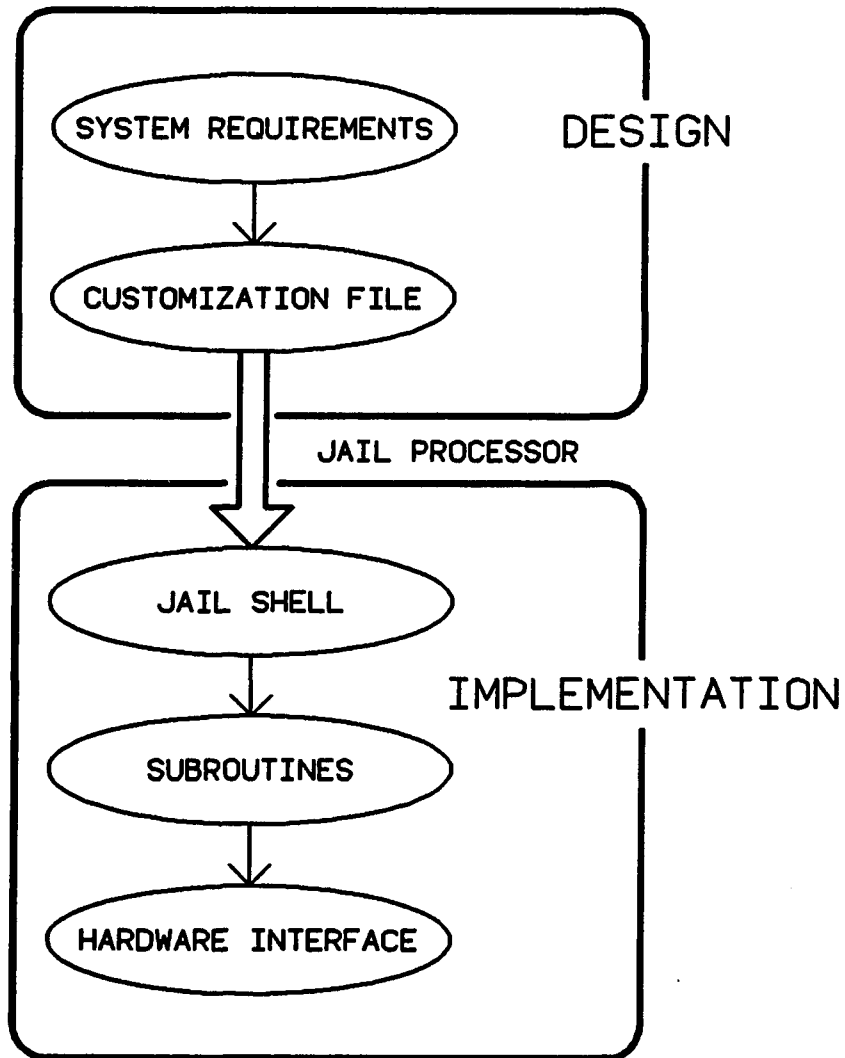 SYSTEM REQUIREMENTS
DESIGN
CUSTOMIZATION FILE
JAIL PROCESSOR
JAIL SHELL
IMPLEMENTATION
SUBROUTINES
HARDWARE INTERFACE